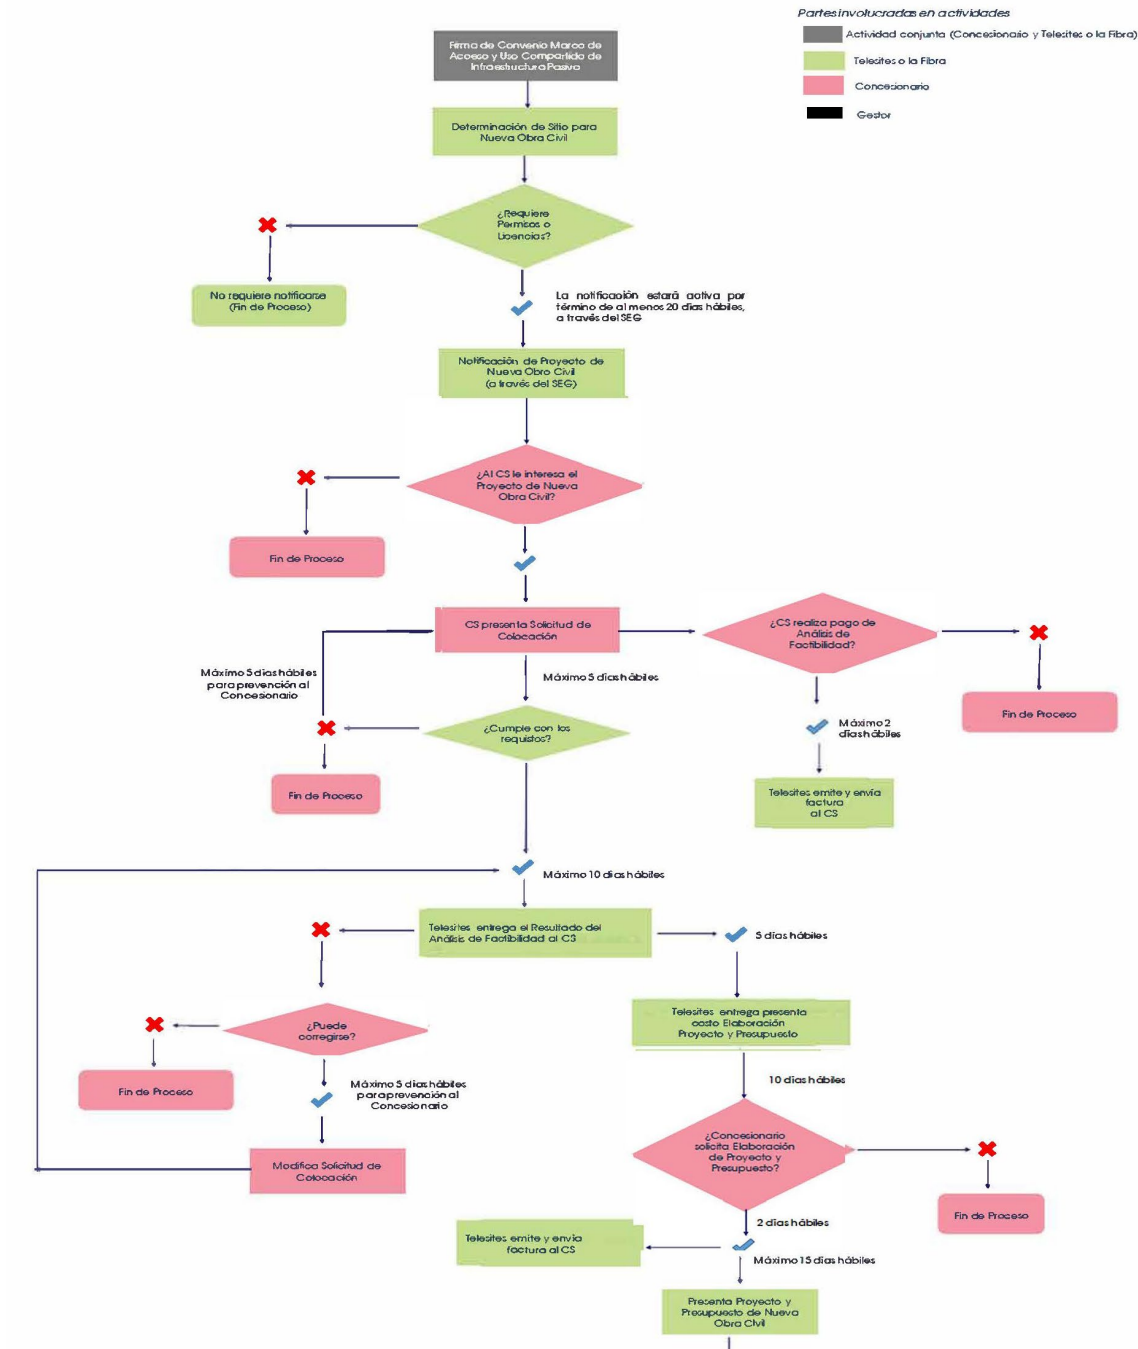 Partes involucradas en actividades
Actividad conjunta (Concesionario y Telesites o la Fibra)
Telesites o la Fibra
Concesionario
Gestor
Firma de Convenio Marco de
Acceso y Uso Compartido de
Infraestructura Pasiva
Determinación de Sitio para
Nueva Obra Civil
¿Requiere
Permisos o
Licencias?
No requiere notificarse
(Fin de Proceso)
La notificación estará activa por
término de al menos 20 días hábiles,
a través del SEG
Notificación de Proyecto de
Nueva Obro Civil
(a través del SEG)
¿Al CS le interesa el
Proyecto de Nueva
Obra Civil?
Fin de Proceso
CS presenta Solicitud de
Colocación
¿CS realiza pago de
Análisis de
Factibilidad?
Máximo 5 días hábiles
para prevención al
Concesionario
Máximo 5 días hábiles
Fin de Proceso
¿Cumple con los
requistos?
Máximo 2
días hábiles
Fin de Proceso
Telesites emite y envía
factura
al CS
Máximo 10 días hábiles
Telesites entrega el Resultado del
Análisis de Factibilidad al CS
5 días hábiles
¿Puede
corregirse?
Telesites entrega presenta
costo Elaboración
Proyecto y Presupuesto
Fin de Proceso
Máximo 5 días hábiles
para prevención al
Concesionario
10 días hábiles
Modifica Solicitud de
Colocación
¿Concesionario
solicita Elaboración
de Proyecto y
Presupuesto?
Fin de Proceso
2 días hábiles
Telesites emite y envía
factura al CS
Máximo 15 días hábiles
Presenta Proyecto y
Presupuesto de Nueva
Obra Civil